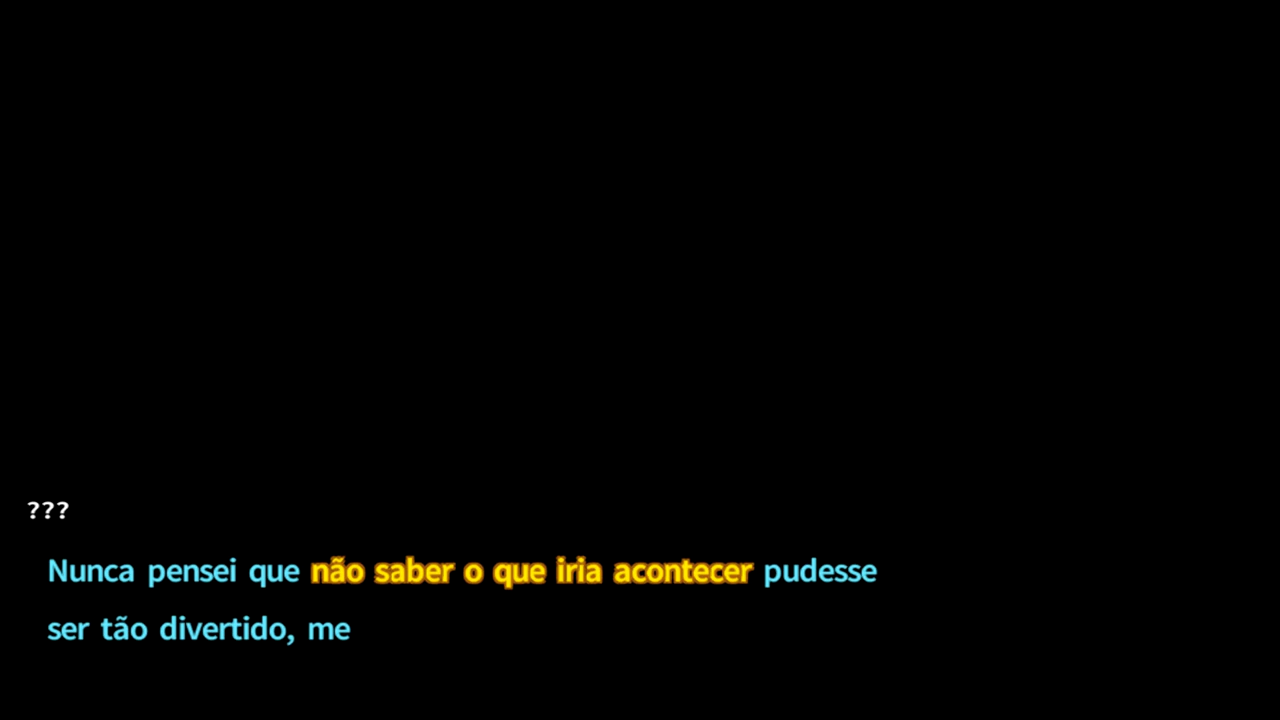 ???
Nunca pensei que não saber o que iria acontecer pudesse
ser tão divertido, me